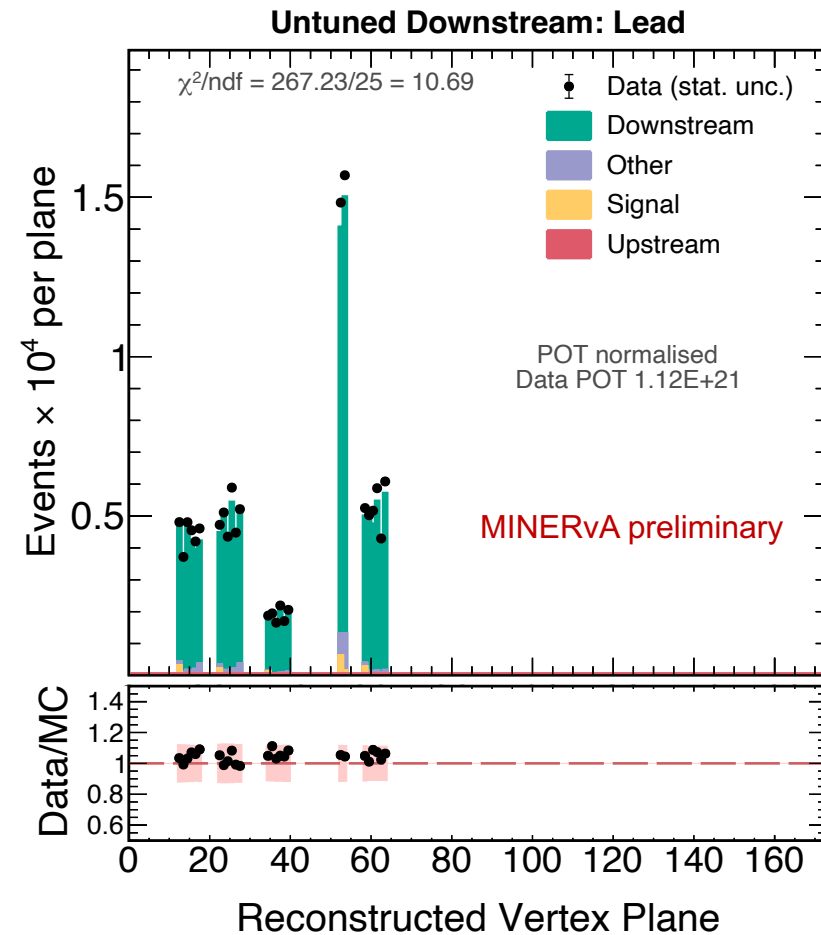 Untuned Downstream: Lead
χ²/ndf = 267.23/25 = 10.69
Data (stat. unc.)
Downstream
Other
Signal
Upstream
POT normalised
Data POT 1.12E+21
MINERvA preliminary
Events × 10⁴ per plane
1.5
1
0.5
Data/MC
1.4
1.2
1
0.8
0.6
0 20 40 60 80 100 120 140 160
Reconstructed Vertex Plane